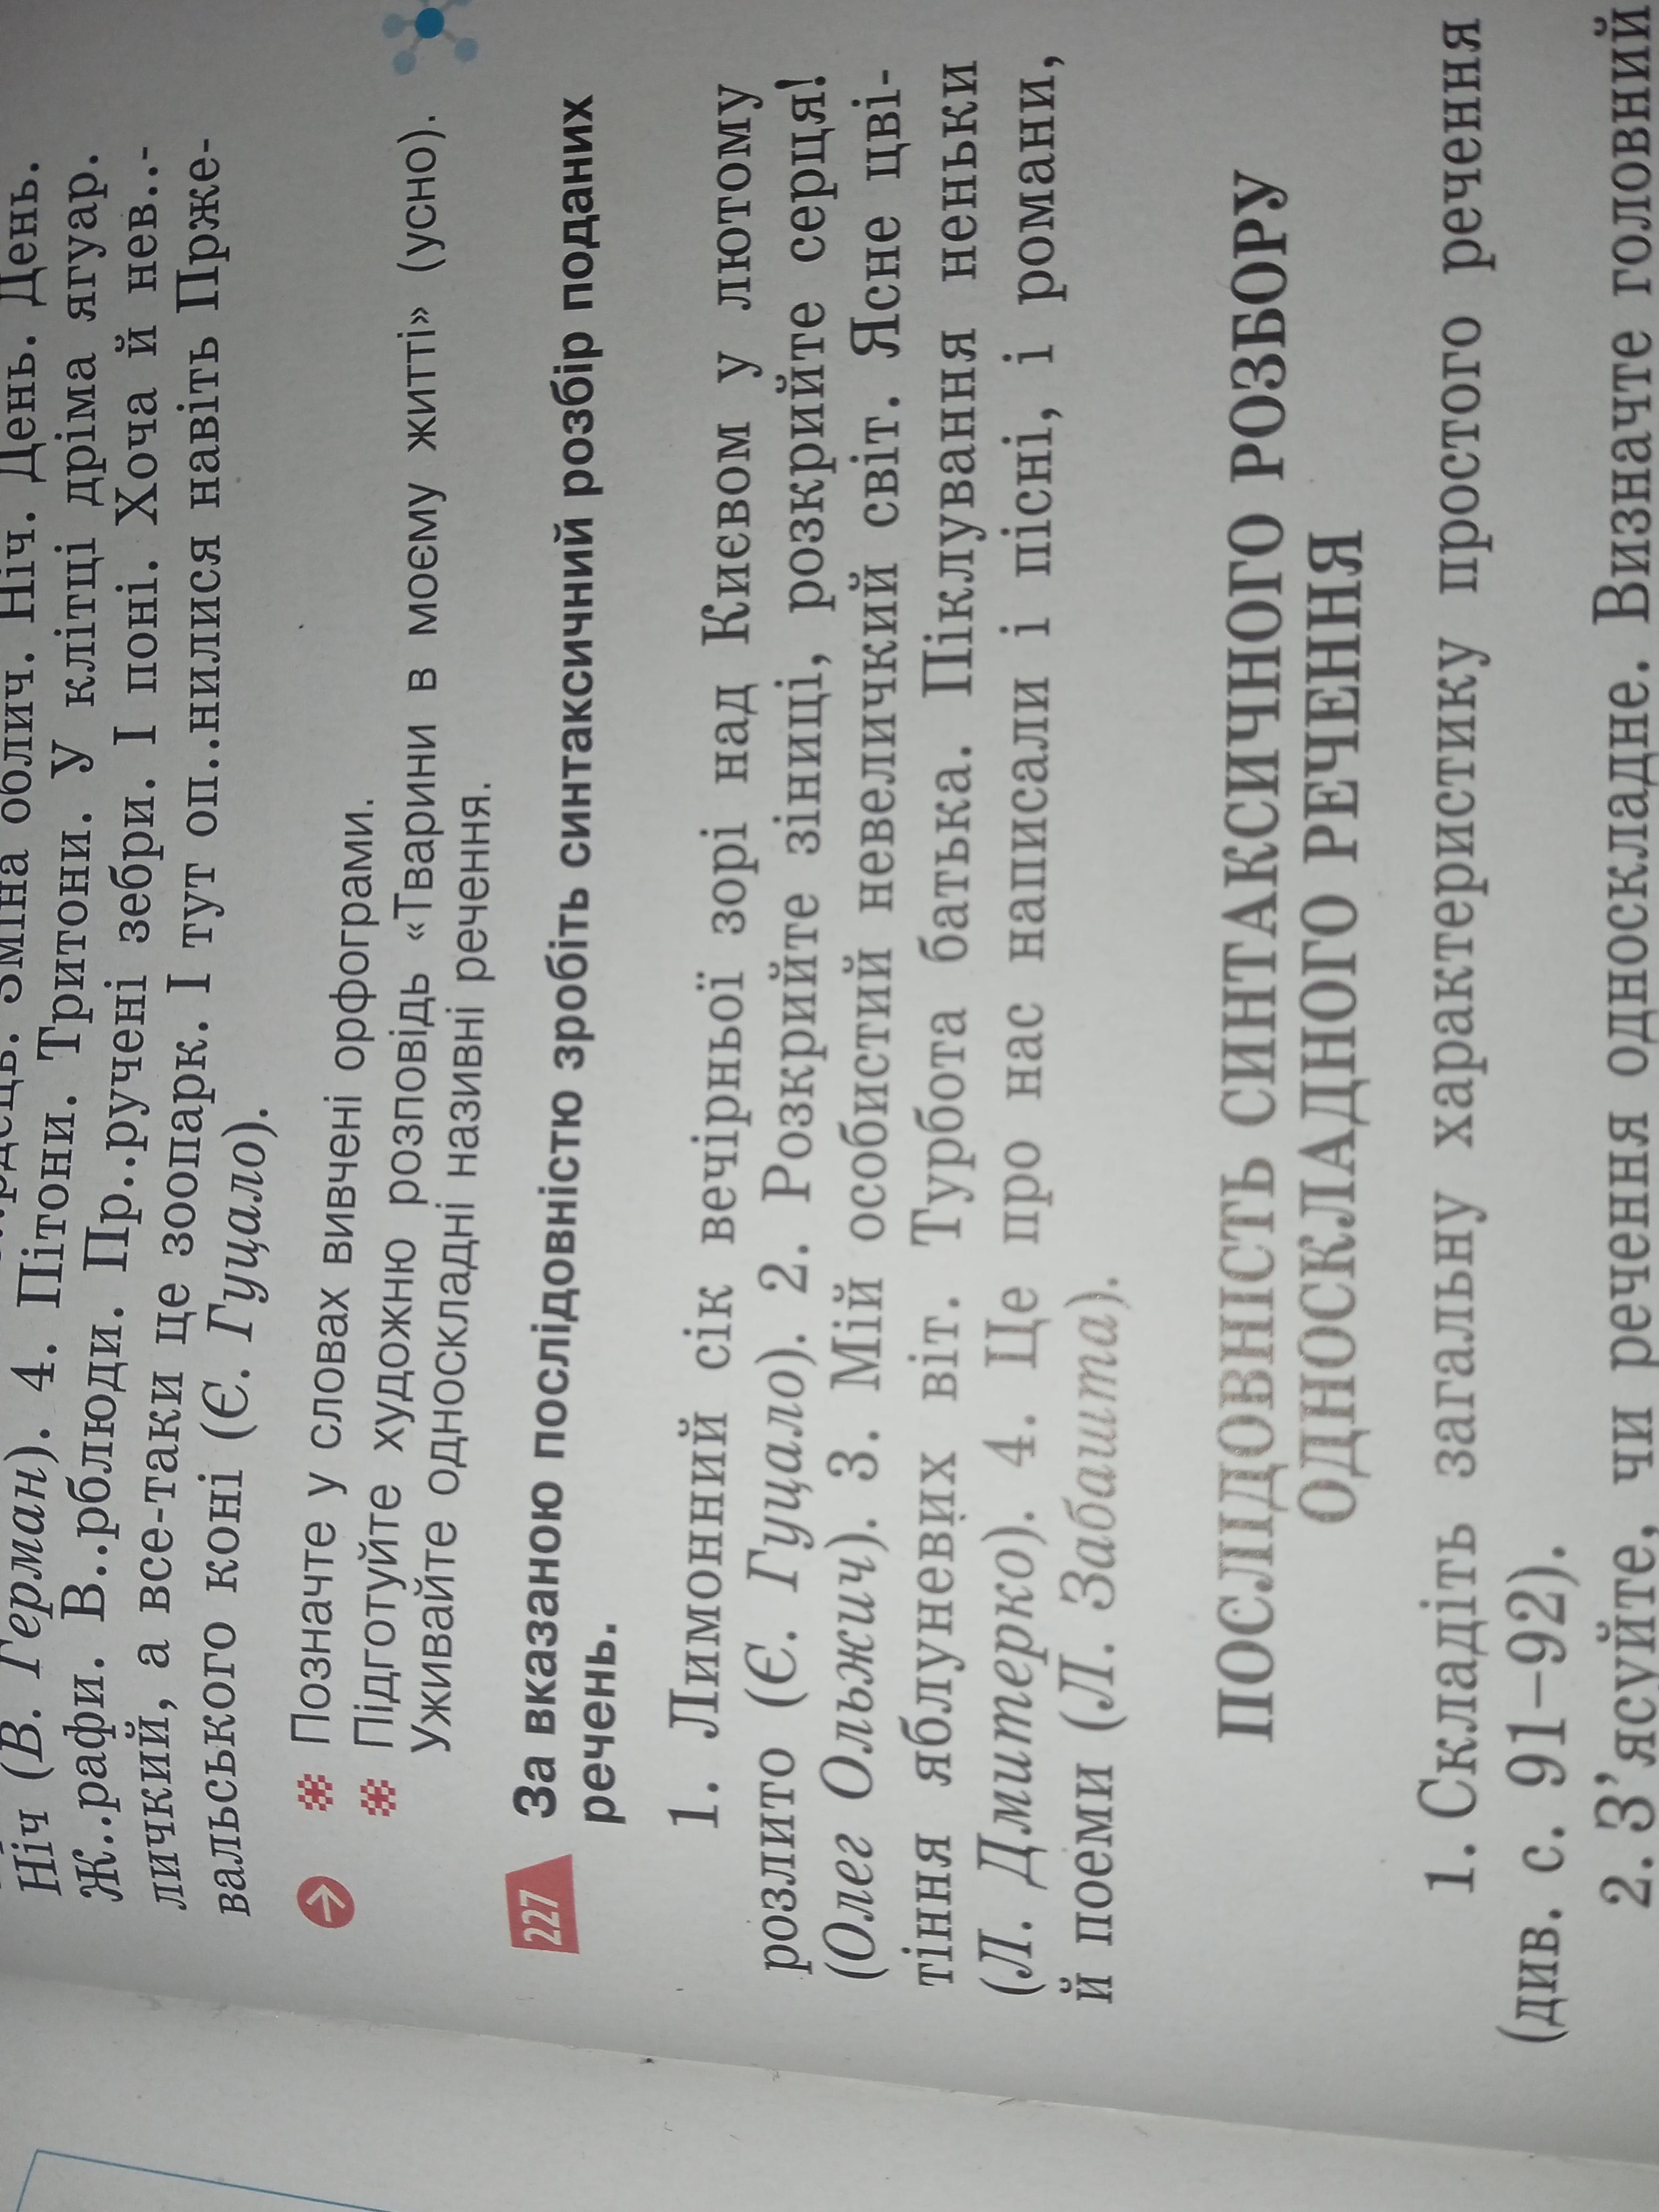 Зміна облич. Ніч. День. День.
Ніч (В. Герман). 4. Пітони. Тритони. У клітці дріма ягуар.
Ж..рафи. В..рблюди. Пр..ручені зебри. І поні. Хоча й нев..-
личкий, а все-таки це зоопарк. І тут оп..нилися навіть Прже-
вальського коні (Є. Гуцало).
Позначте у словах вивчені орфограми.
Підготуйте художню розповідь «Тварини в моєму житті» (усно).
Уживайте односкладні називні речення.
227 За вказаною послідовністю зробіть синтаксичний розбір поданих
речень.
1. Лимонний сік вечірньої зорі над Києвом у лютому
розлито (Є. Гуцало). 2. Розкрийте зіниці, розкрийте серця!
(Олег Ольжич). 3. Мій особистий невеличкий світ. Ясне цві-
тіння яблуневих віт. Турбота батька. Піклування неньки
(Л. Дмитерко). 4. Це про нас написали і пісні, і романи,
й поеми (Л. Забашта).
ПОСЛІДОВНІСТЬ СИНТАКСИЧНОГО РОЗБОРУ
ОДНОСКЛАДНОГО РЕЧЕННЯ
1. Складіть загальну характеристику простого речення
(див. с. 91–92).
2. З’ясуйте, чи речення односкладне. Визначте головний